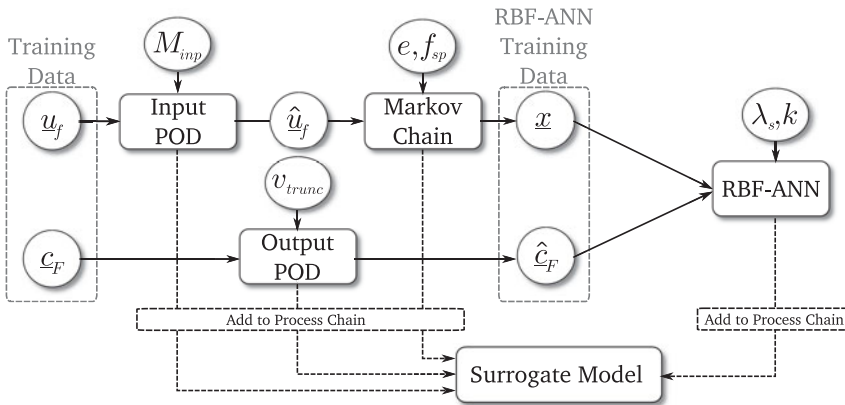 Training
Data
M_inp
e, f_sp
RBF-ANN
Training
Data
u_f
Input
POD
û_f
Markov
Chain
x
λ_s, k
RBF-ANN
v_trunc
c_F
Output
POD
ĉ_F
Add to Process Chain
Add to Process Chain
Surrogate Model